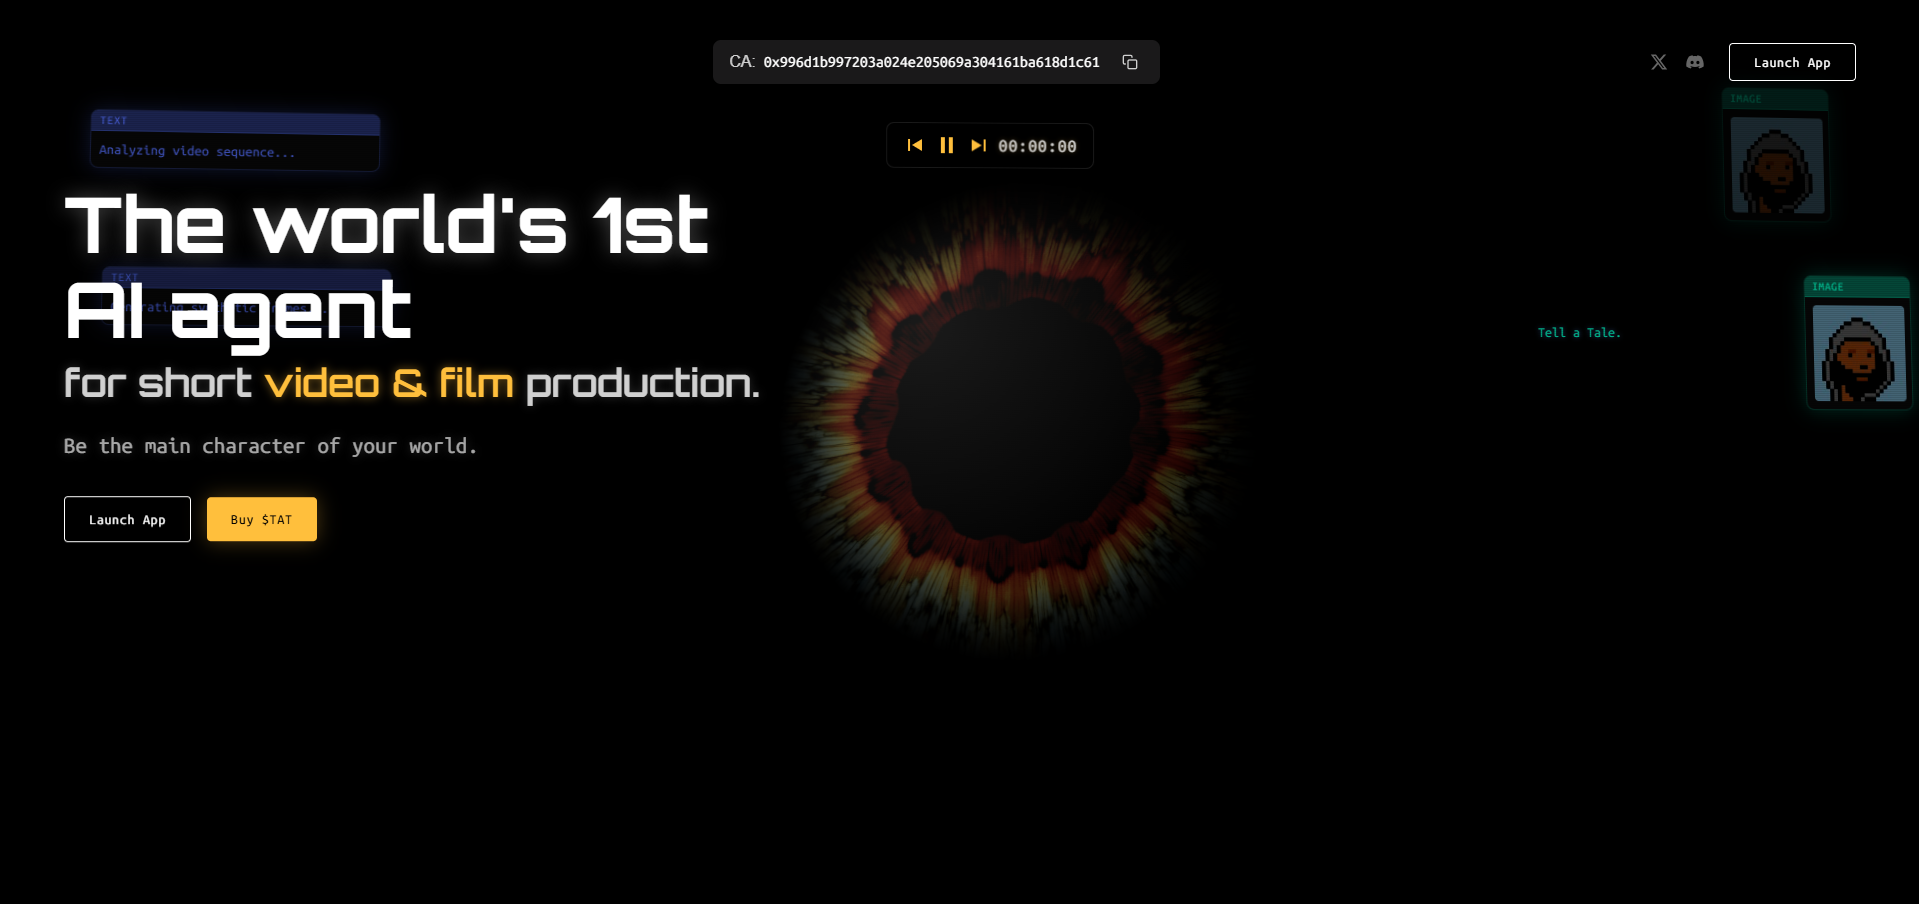 CA: 0x996d1b997203a024e205069a304161ba618d1c61
Launch App
TEXT
Analyzing video sequence...
00:00:00
IMAGE
The world's 1st
TEXT
AI agent
IMAGE
Tell a Tale.
for short video & film production.
Be the main character of your world.
Launch App
Buy $TAT